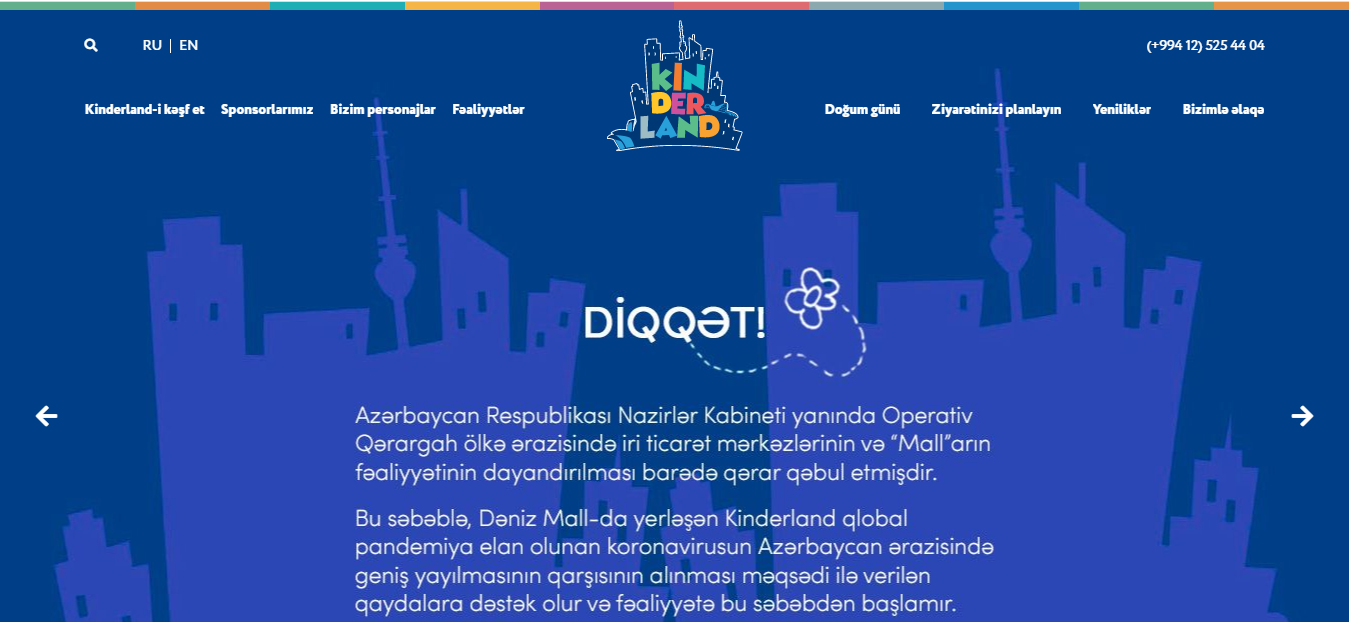 RU | EN
(+994 12) 525 44 04
KIN
DER
LAND
Kinderland-i kəşf et Sponsorlarımız Bizim personajlar Fəaliyyətlər
Doğum günü Ziyarətinizi planlayın Yeniliklər Bizimlə əlaqə
DİQQƏT!
Azərbaycan Respublikası Nazirlər Kabineti yanında Operativ
Qərargah ölkə ərazisində iri ticarət mərkəzlərinin və “Mall”arın
fəaliyyətinin dayandırılması barədə qərar qəbul etmişdir.
Bu səbəblə, Dəniz Mall-da yerləşən Kinderland qlobal
pandemiya elan olunan koronavirusun Azərbaycan ərazisində
geniş yayılmasının qarşısının alınması məqsədi ilə verilən
qaydalara dəstək olur və fəaliyyətə bu səbəbdən başlamır.